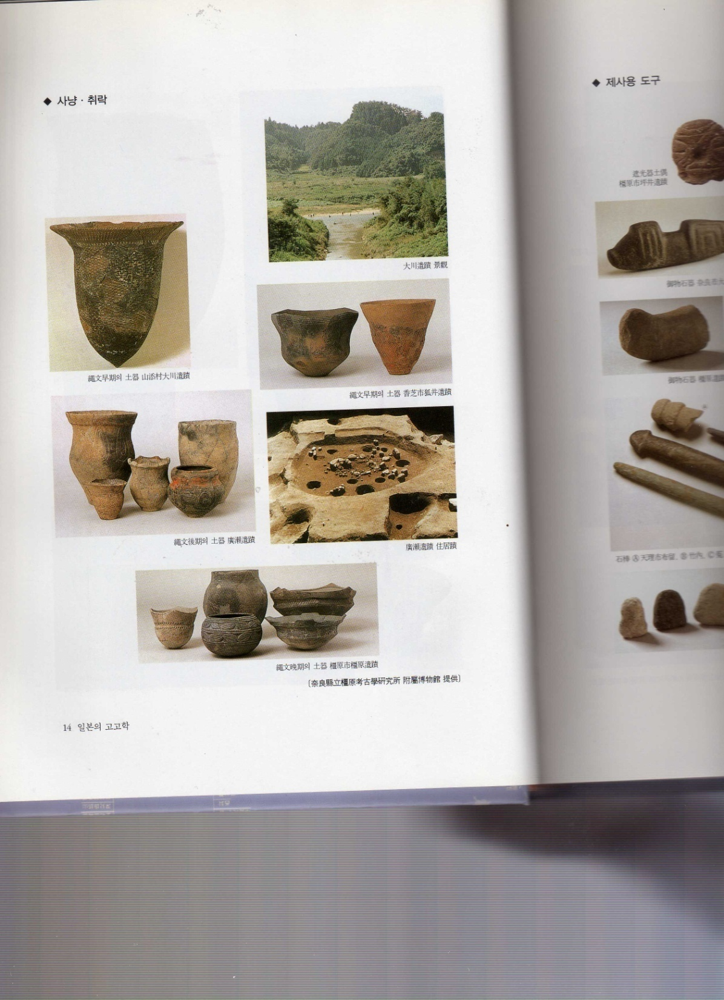 ◆ 사냥 · 취락
大川遺蹟 景觀
繩文早期의 土器 山添村大川遺蹟
繩文早期의 土器 香芝市狐井遺蹟
繩文後期의 土器 廣瀨遺蹟
廣瀨遺蹟 住居蹟
繩文晩期의 土器 橿原市橿原遺蹟
〔奈良縣立橿原考古學硏究所 附屬博物館 提供〕
14 일본의 고고학
◆ 제사용 도구
遮光器土偶
橿原市坪井遺蹟
御物石器 奈良市
御物石器 橿原遺蹟
石棒 Ⓐ 天理市布留, Ⓑ 竹內, Ⓒ